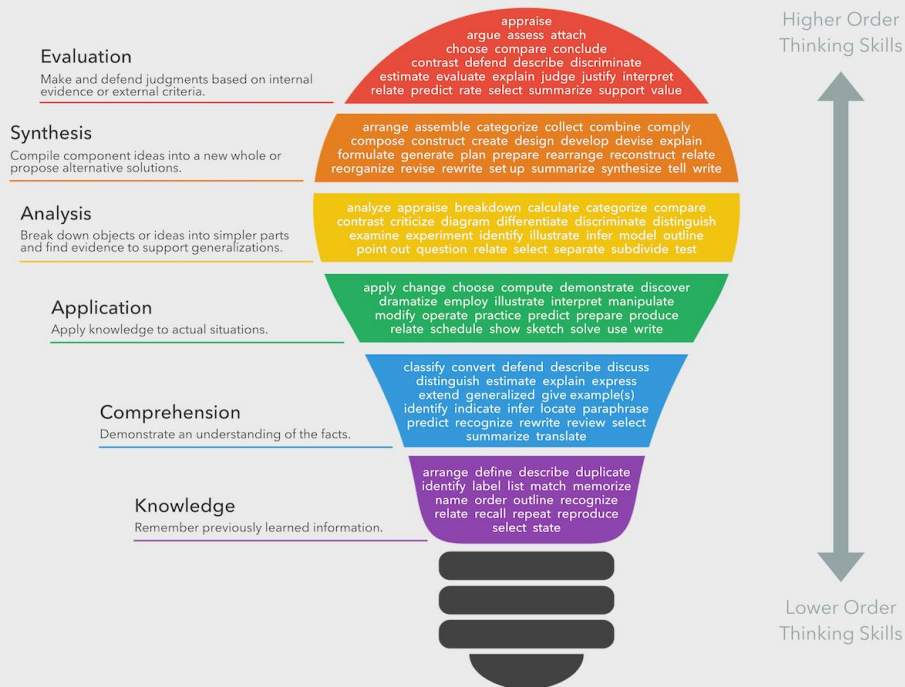 Higher Order
Thinking Skills
Evaluation
Make and defend judgments based on internal
evidence or external criteria.
appraise
argue assess attach
choose compare conclude
contrast defend describe discriminate
estimate evaluate explain judge justify interpret
relate predict rate select summarize support value
Synthesis
Compile component ideas into a new whole or
propose alternative solutions.
arrange assemble categorize collect combine comply
compose construct create design develop devise explain
formulate generate plan prepare rearrange reconstruct relate
reorganize revise rewrite set up summarize synthesize tell write
Analysis
Break down objects or ideas into simpler parts
and find evidence to support generalizations.
analyze appraise breakdown calculate categorize compare
contrast criticize diagram differentiate discriminate distinguish
examine experiment identify illustrate infer model outline
point out question relate select separate subdivide test
Application
Apply knowledge to actual situations.
apply change choose compute demonstrate discover
dramatize employ illustrate interpret manipulate
modify operate practice predict prepare produce
relate schedule show sketch solve use write
Comprehension
Demonstrate an understanding of the facts.
classify convert defend describe discuss
distinguish estimate explain express
extend generalized give example(s)
identify indicate infer locate paraphrase
predict recognize rewrite review select
summarize translate
Knowledge
Remember previously learned information.
arrange define describe duplicate
identify label list match memorize
name order outline recognize
relate recall repeat reproduce
select state
Lower Order
Thinking Skills